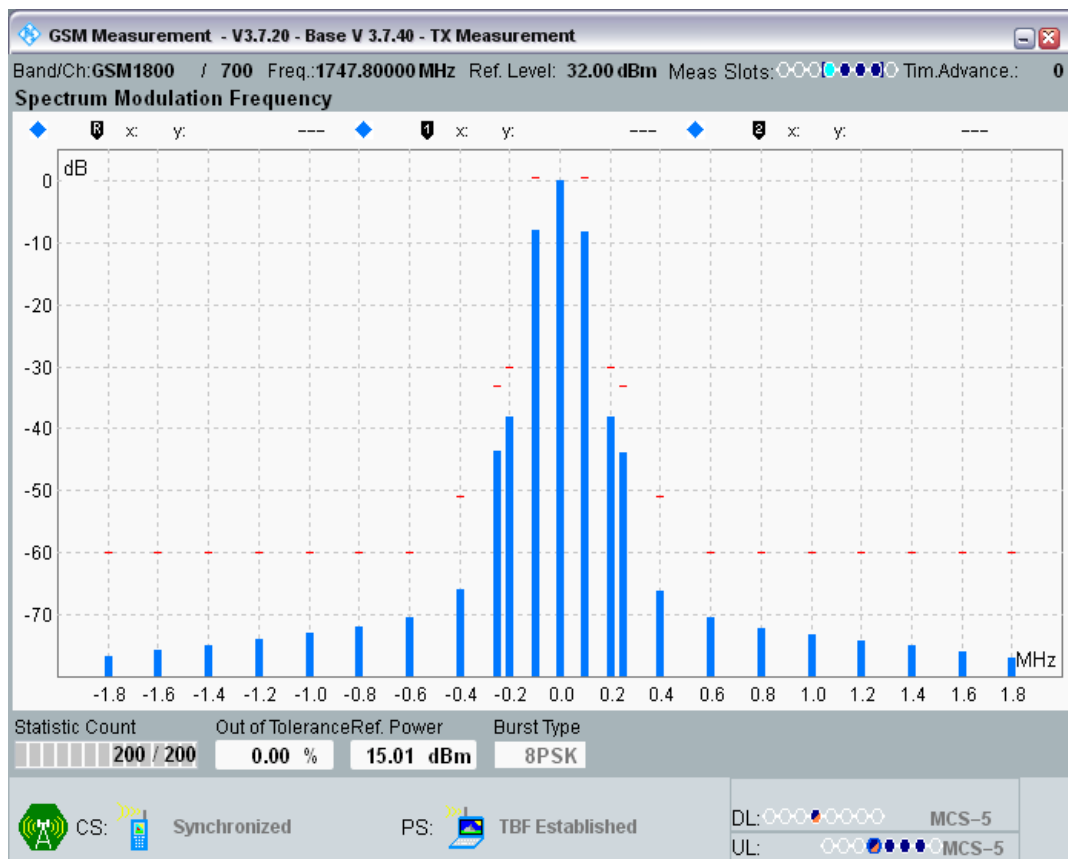 GSM Measurement - V3.7.20 - Base V 3.7.40 - TX Measurement
Band/Ch:GSM1800 / 700 Freq.:1747.80000 MHz Ref. Level: 32.00 dBm Meas Slots: Tim.Advance.: 0
Spectrum Modulation Frequency
R x: y: --- 1 x: y: --- 2 x: y: ---
dB
0
-10
-20
-30
-40
-50
-60
-70
MHz
-1.8 -1.6 -1.4 -1.2 -1.0 -0.8 -0.6 -0.4 -0.2 0.0 0.2 0.4 0.6 0.8 1.0 1.2 1.4 1.6 1.8
Statistic Count Out of Tolerance Ref. Power Burst Type
200 / 200 0.00 % 15.01 dBm 8PSK
CS: Synchronized PS: TBF Established
DL: MCS-5
UL: MCS-5